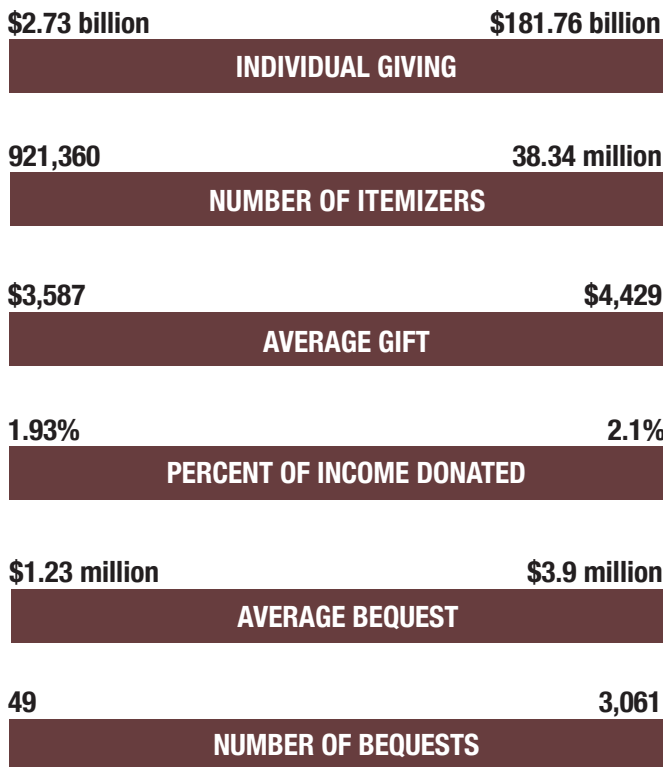 $2.73 billion $181.76 billion
INDIVIDUAL GIVING
921,360 38.34 million
NUMBER OF ITEMIZERS
$3,587 $4,429
AVERAGE GIFT
1.93% 2.1%
PERCENT OF INCOME DONATED
$1.23 million $3.9 million
AVERAGE BEQUEST
49 3,061
NUMBER OF BEQUESTS